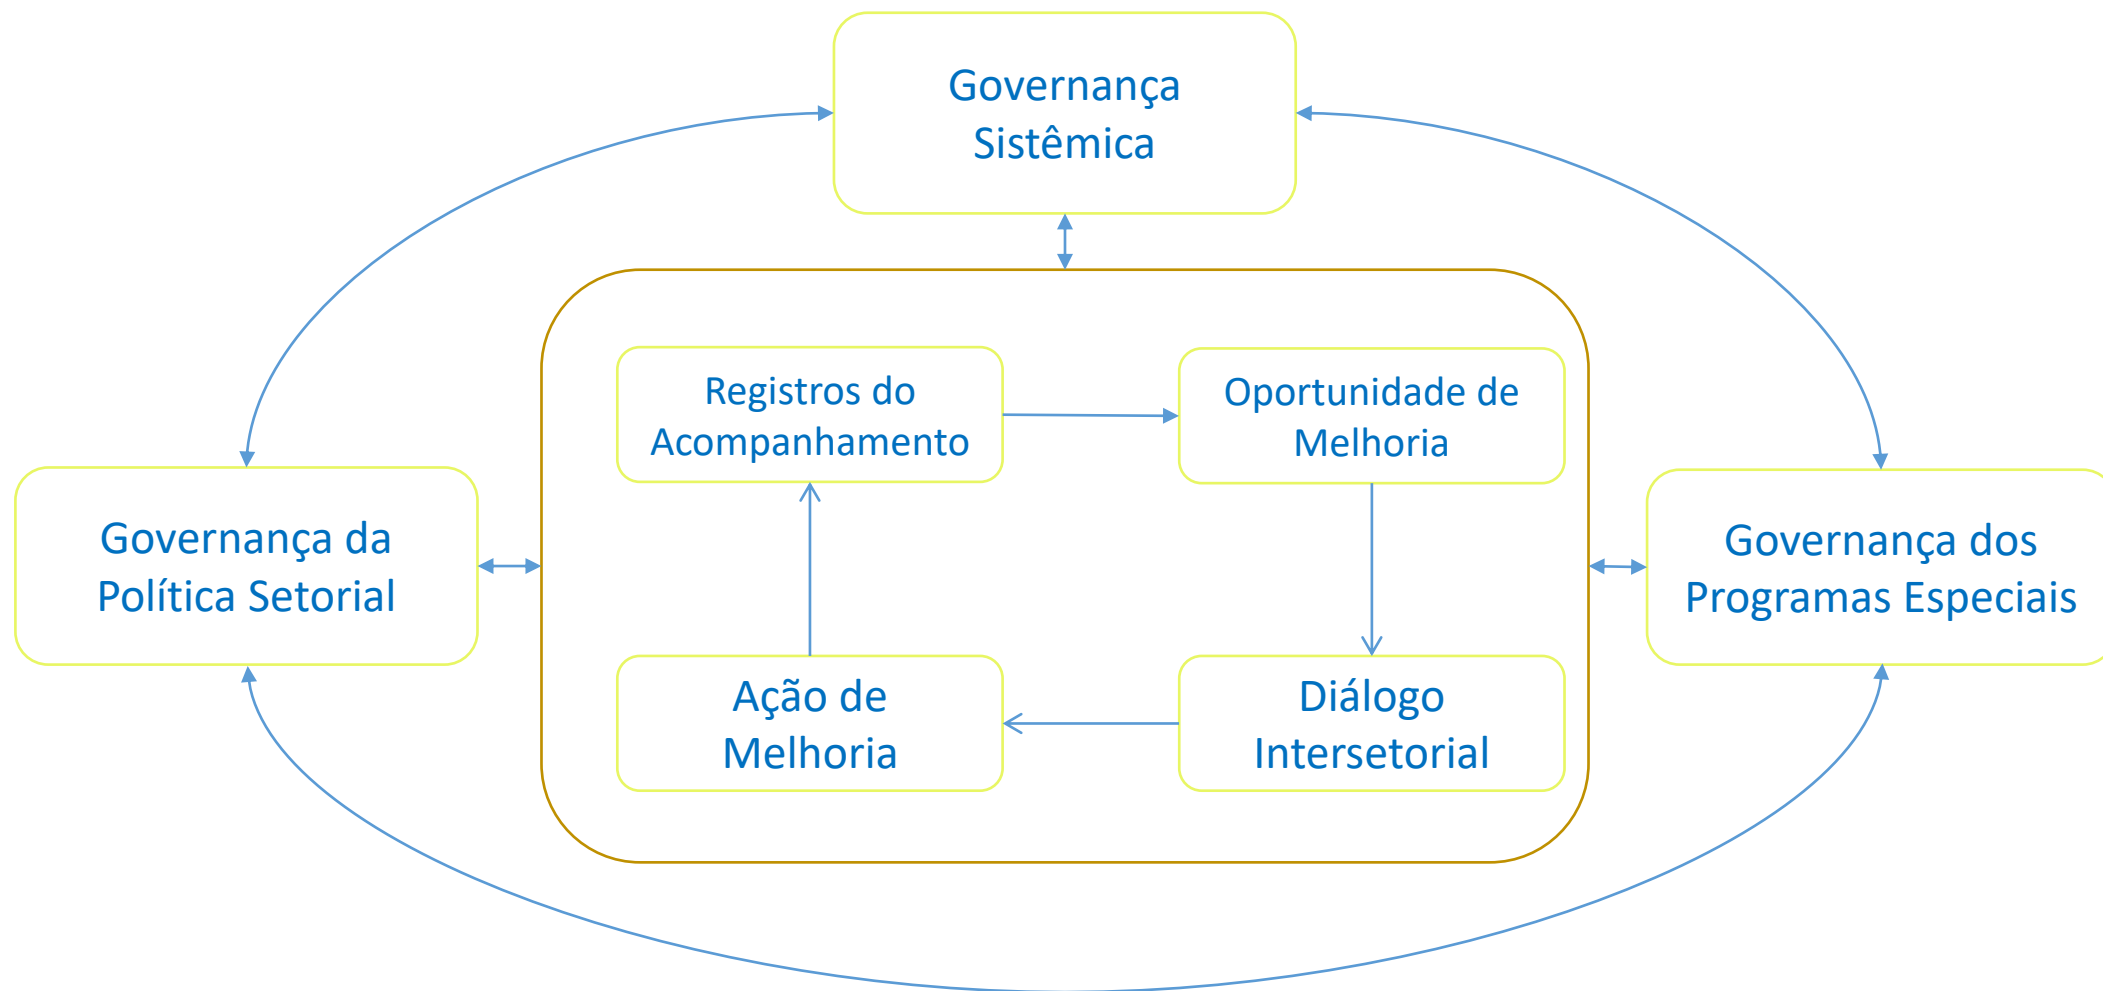 Governança
Sistêmica
Registros do
Acompanhamento
Oportunidade de
Melhoria
Governança da
Política Setorial
Governança dos
Programas Especiais
Ação de
Melhoria
Diálogo
Intersetorial